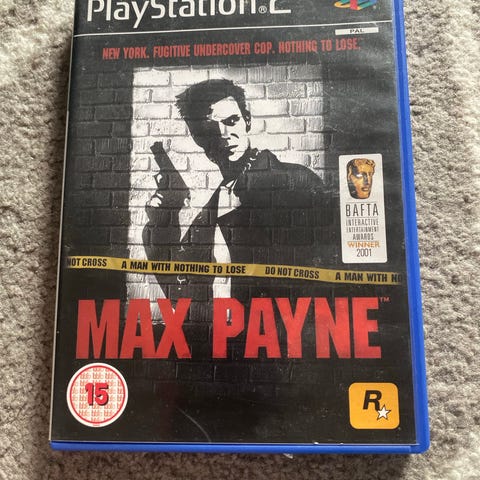 PlayStation®2
PAL
NEW YORK. FUGITIVE UNDERCOVER COP. NOTHING TO LOSE.
BAFTA
INTERACTIVE
ENTERTAINMENT
AWARDS
WINNER
2001
NOT CROSS A MAN WITH NOTHING TO LOSE DO NOT CROSS A MAN WITH NO
MAX PAYNE™
15
R